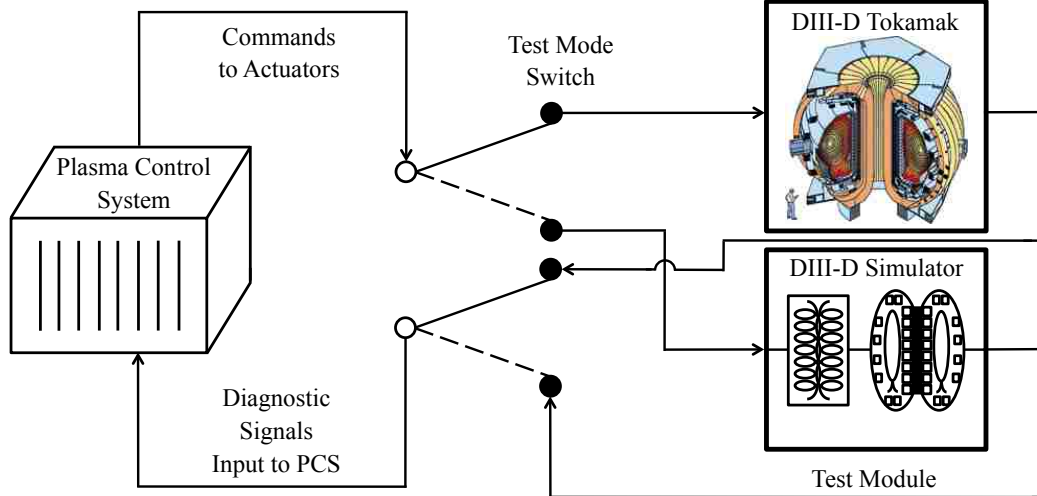 Commands
to Actuators
Test Mode
Switch
DIII-D Tokamak
Plasma Control
System
DIII-D Simulator
Diagnostic
Signals
Input to PCS
Test Module